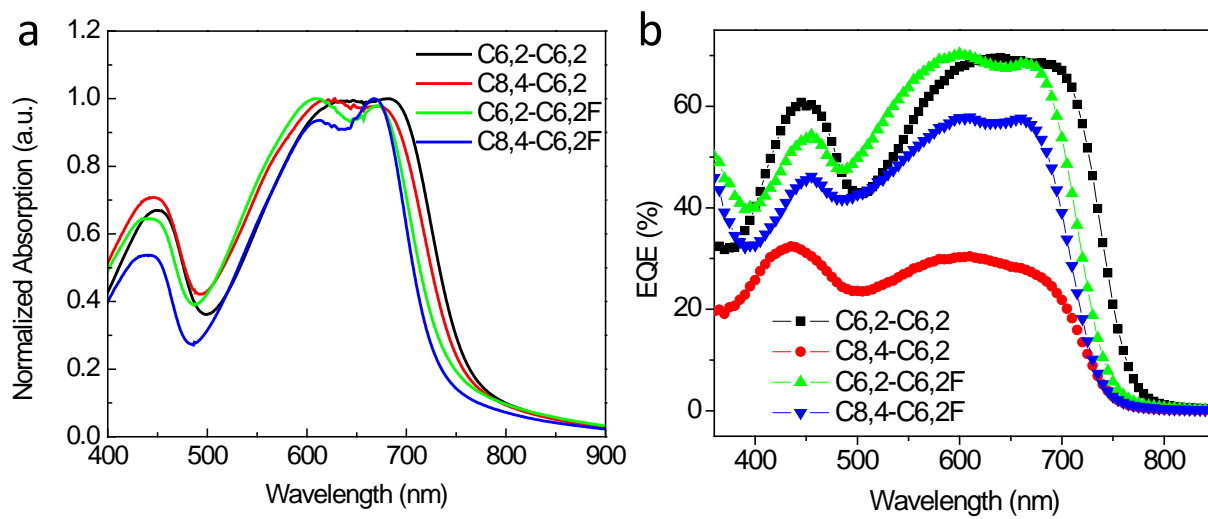 a
Normalized Absorption (a.u.)
1.2
1.0
0.8
0.6
0.4
0.2
0.0
400
500
600
700
800
900
Wavelength (nm)
C6,2-C6,2
C8,4-C6,2
C6,2-C6,2F
C8,4-C6,2F
b
EQE (%)
60
40
20
0
400
500
600
700
800
Wavelength (nm)
C6,2-C6,2
C8,4-C6,2
C6,2-C6,2F
C8,4-C6,2F